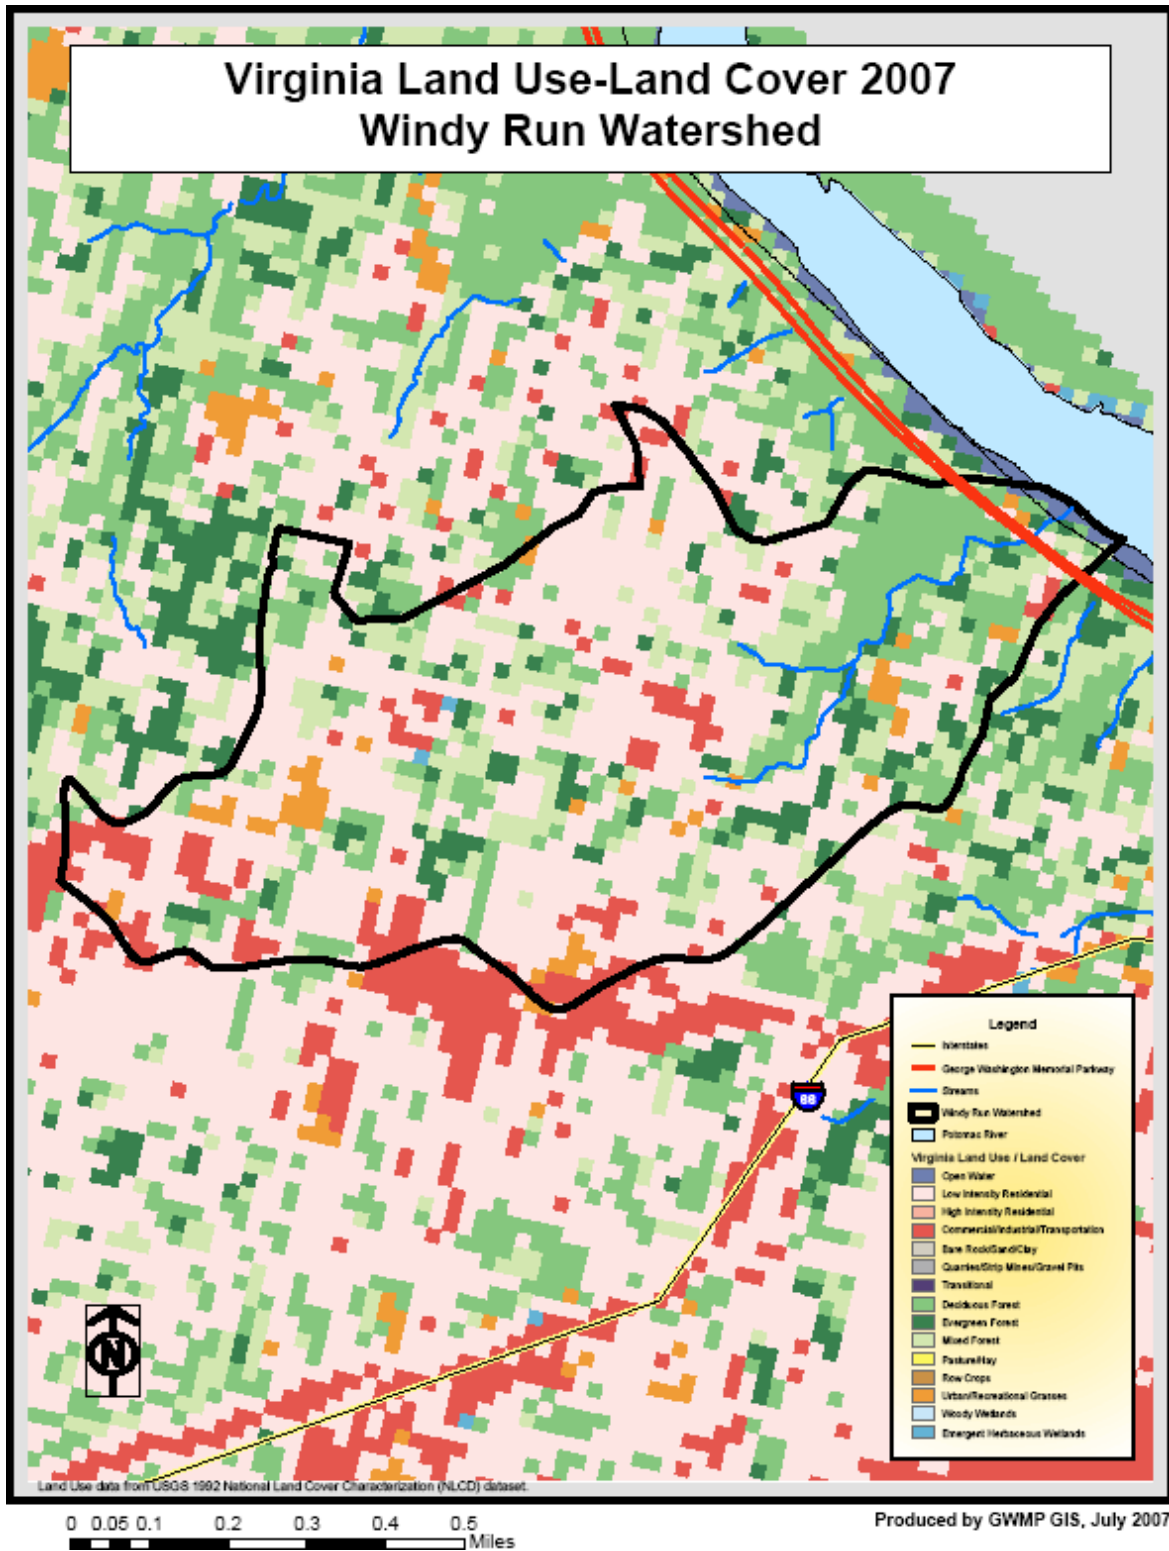 Virginia Land Use-Land Cover 2007
Windy Run Watershed
Legend
Interstates
George Washington Memorial Parkway
Streams
Windy Run Watershed
Potomac River
Virginia Land Use / Land Cover
Open Water
Low Intensity Residential
High Intensity Residential
Commercial/Industrial/Transportation
Bare Rock/Sand/Clay
Quarries/Strip Mines/Gravel Pits
Transitional
Deciduous Forest
Evergreen Forest
Mixed Forest
Pasture/Hay
Row Crops
Urban/Recreational Grasses
Woody Wetlands
Emergent Herbaceous Wetlands
N
Land Use data from USGS 1992 National Land Cover Characterization (NLCD) dataset.
0 0.05 0.1 0.2 0.3 0.4 0.5
Miles
Produced by GWMP GIS, July 2007